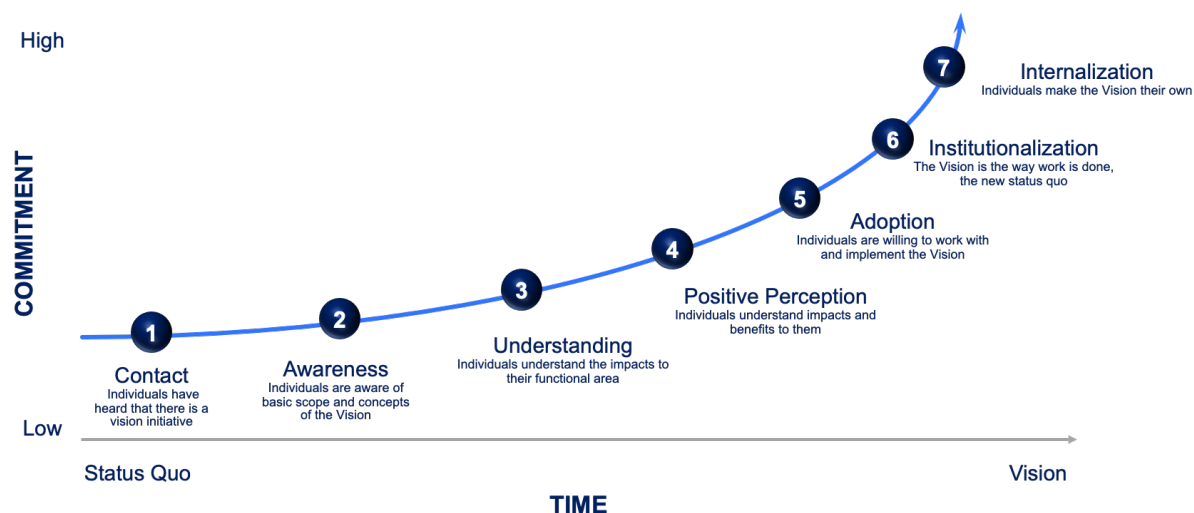 High
7
Internalization
Individuals make the Vision their own
6
Institutionalization
The Vision is the way work is done,
the new status quo
5
Adoption
Individuals are willing to work with
and implement the Vision
4
Positive Perception
Individuals understand impacts and
benefits to them
3
Understanding
Individuals understand the impacts to
their functional area
2
Awareness
Individuals are aware of
basic scope and concepts
of the Vision
1
Contact
Individuals have
heard that there is a
vision initiative
COMMITMENT
Low
Status Quo
Vision
TIME